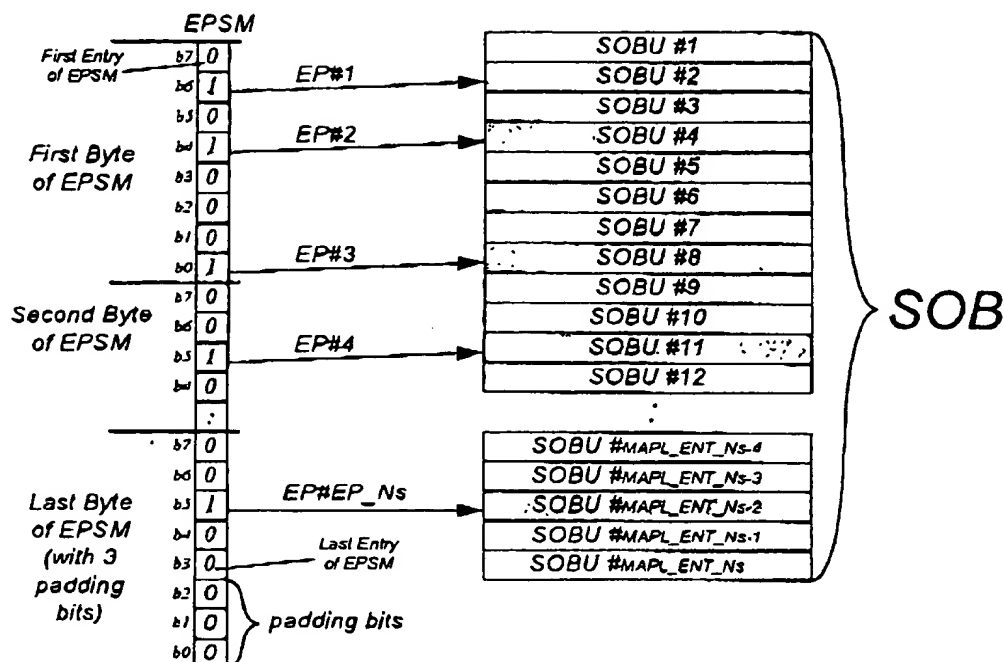 EPSM
First Entry
of EPSM
b7 0
b6 1
b5 0
b4 1
b3 0
b2 0
b1 0
b0 1
First Byte
of EPSM
b7 0
b6 0
b5 1
b4 0
:
Second Byte
of EPSM
b7 0
b6 0
b5 1
b4 0
b3 0
b2 0
b1 0
b0 0
Last Byte
of EPSM
(with 3
padding
bits)
Last Entry
of EPSM
padding bits
EP#1
EP#2
EP#3
EP#4
EP#EP_Ns
SOBU #1
SOBU #2
SOBU #3
SOBU #4
SOBU #5
SOBU #6
SOBU #7
SOBU #8
SOBU #9
SOBU #10
SOBU #11
SOBU #12
:
SOBU #MAPL_ENT_Ns-4
SOBU #MAPL_ENT_Ns-3
SOBU #MAPL_ENT_Ns-2
SOBU #MAPL_ENT_Ns-1
SOBU #MAPL_ENT_Ns
SOB